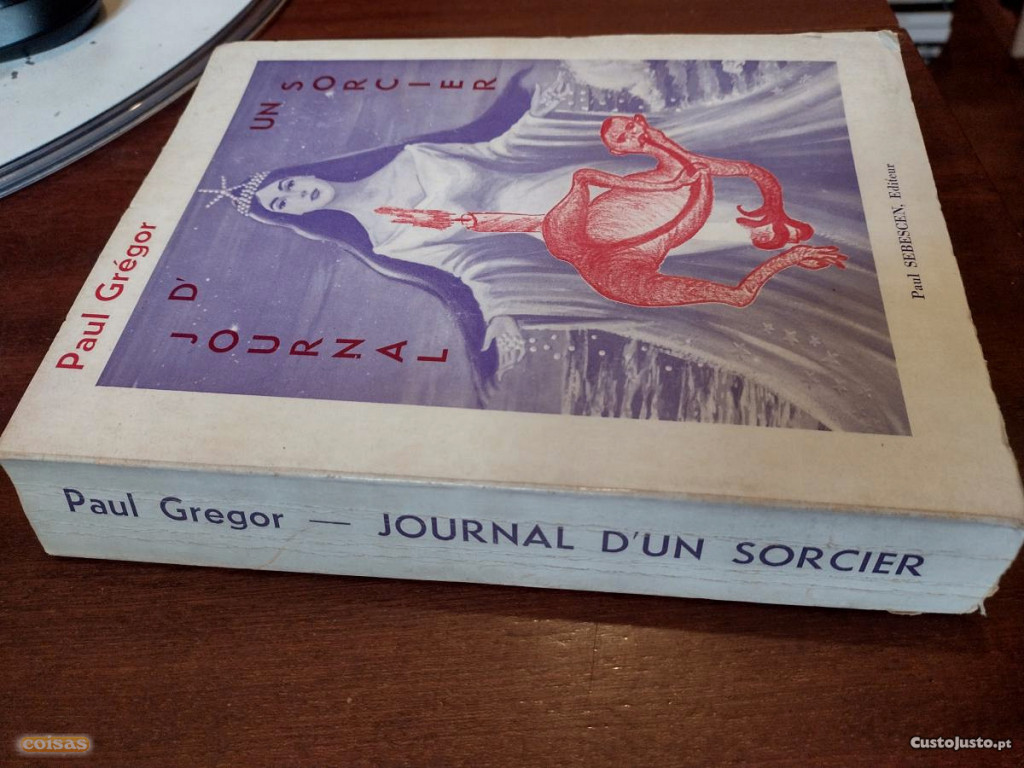 Paul Grégor
JOURNAL
D'
UN SORCIER
Paul SEBESCEN, Editeur
Paul Gregor — JOURNAL D'UN SORCIER
coisas
CustoJusto.pt